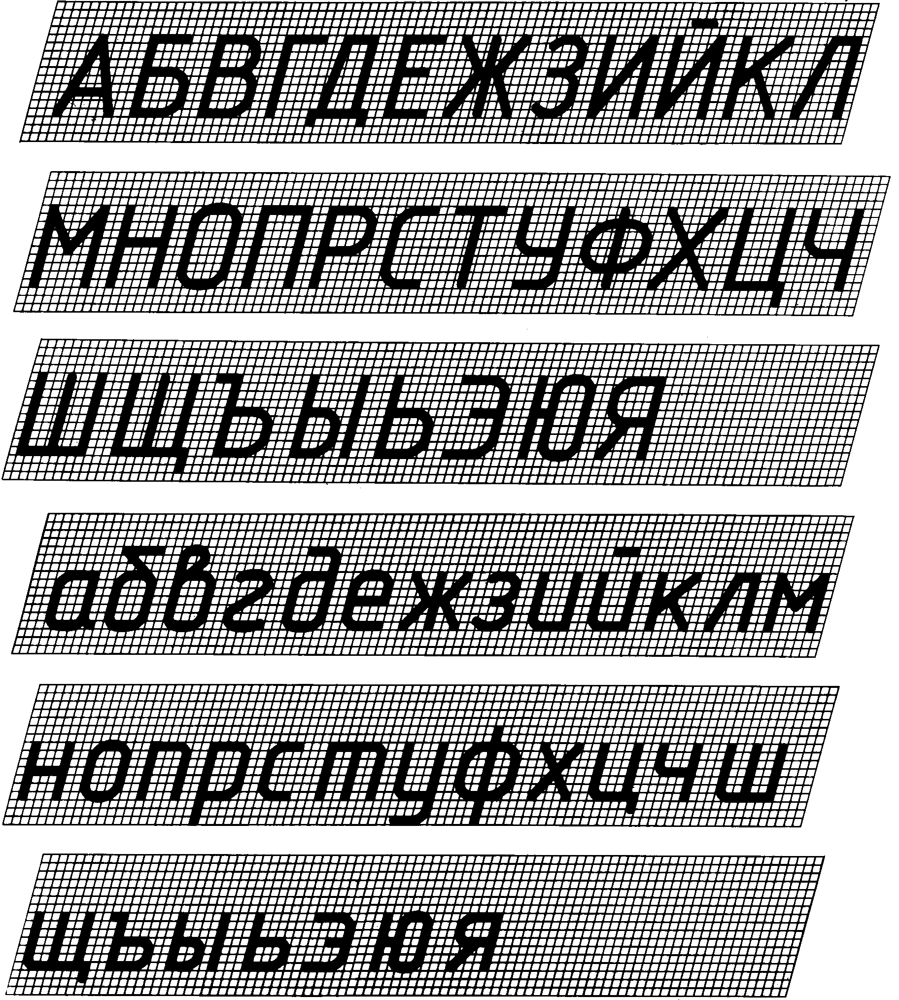 АБВГДЕЖЗИЙКЛ
МНОПРСТУФХЦЧ
ШЩЪЫЬЭЮЯ
абвгдежзийклм
нопрстуфхцчш
щъыьэюя